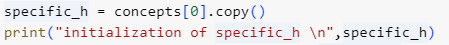 specific_h = concepts[0].copy()
print("initialization of specific_h \n",specific_h)